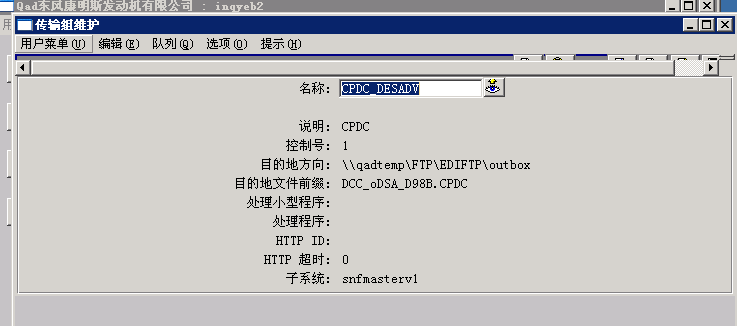 Qad东风康明斯发动机有限公司 : inqyeb2
传输组维护
用户菜单(U) 编辑(E) 队列(Q) 选项(O) 提示(H)
名称: CPDC_DESADV
说明: CPDC
控制号: 1
目的地方向: \\qadtemp\FTP\EDIFTP\outbox
目的地文件前缀: DCC_oDSA_D98B.CPDC
处理小型程序:
处理程序:
HTTP ID:
HTTP 超时: 0
子系统: snfmasterv1